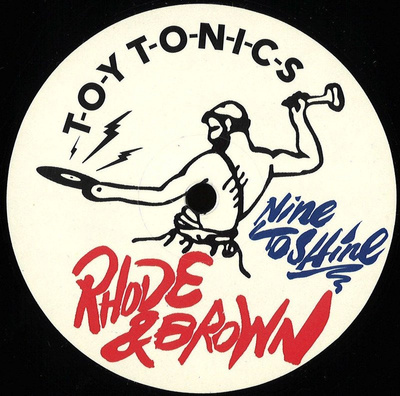 T-O-Y T-O-N-I-C-S
Nine
TO SHine
RHODE
& BROWN